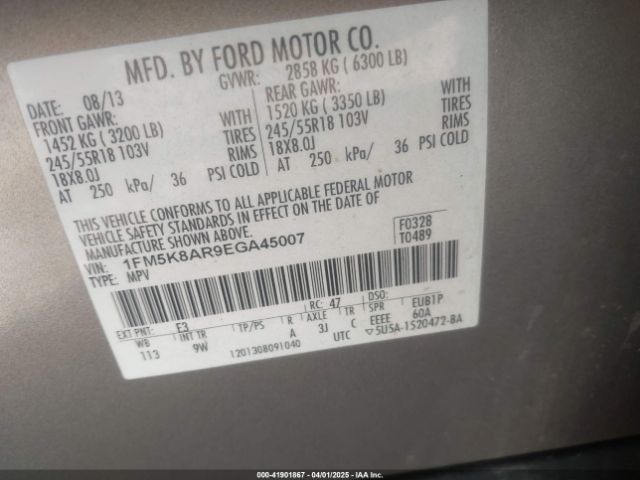 MFD. BY FORD MOTOR CO.
DATE: 08/13 GVWR: 2858 KG ( 6300 LB)
FRONT GAWR: REAR GAWR:
1452 KG ( 3200 LB) WITH 1520 KG ( 3350 LB) WITH
245/55R18 103V TIRES 245/55R18 103V TIRES
18X8.0J RIMS 18X8.0J RIMS
AT 250 kPa/ 36 PSI COLD AT 250 kPa/ 36 PSI COLD
THIS VEHICLE CONFORMS TO ALL APPLICABLE FEDERAL MOTOR
VEHICLE SAFETY STANDARDS IN EFFECT ON THE DATE OF
MANUFACTURE SHOWN ABOVE.
F0328
T0489
VIN: 1FM5K8AR9EGA45007
TYPE: MPV
EXT PNT: E3 RC: 47 DSO:
WB INT TR TP/PS R AXLE TR SPR EUB1P
113 9W A 3J C EEEE 60A
1201308091040 UTC 5U5A-1520472-BA
000-41901867 - 04/01/2025 - IAA Inc.